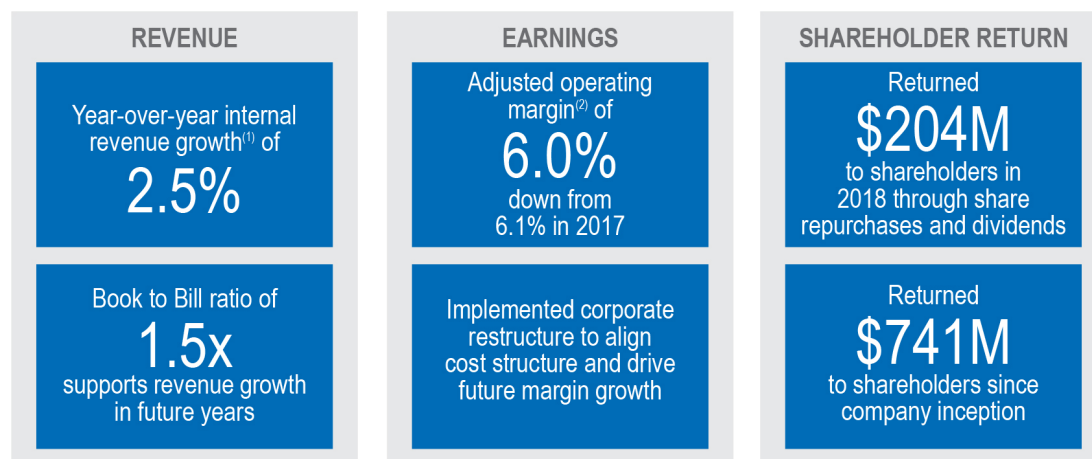 REVENUE
Year-over-year internal
revenue growth(1) of
2.5%
Book to Bill ratio of
1.5x
supports revenue growth
in future years
EARNINGS
Adjusted operating
margin(2) of
6.0%
down from
6.1% in 2017
Implemented corporate
restructure to align
cost structure and drive
future margin growth
SHAREHOLDER RETURN
Returned
$204M
to shareholders in
2018 through share
repurchases and dividends
Returned
$741M
to shareholders since
company inception